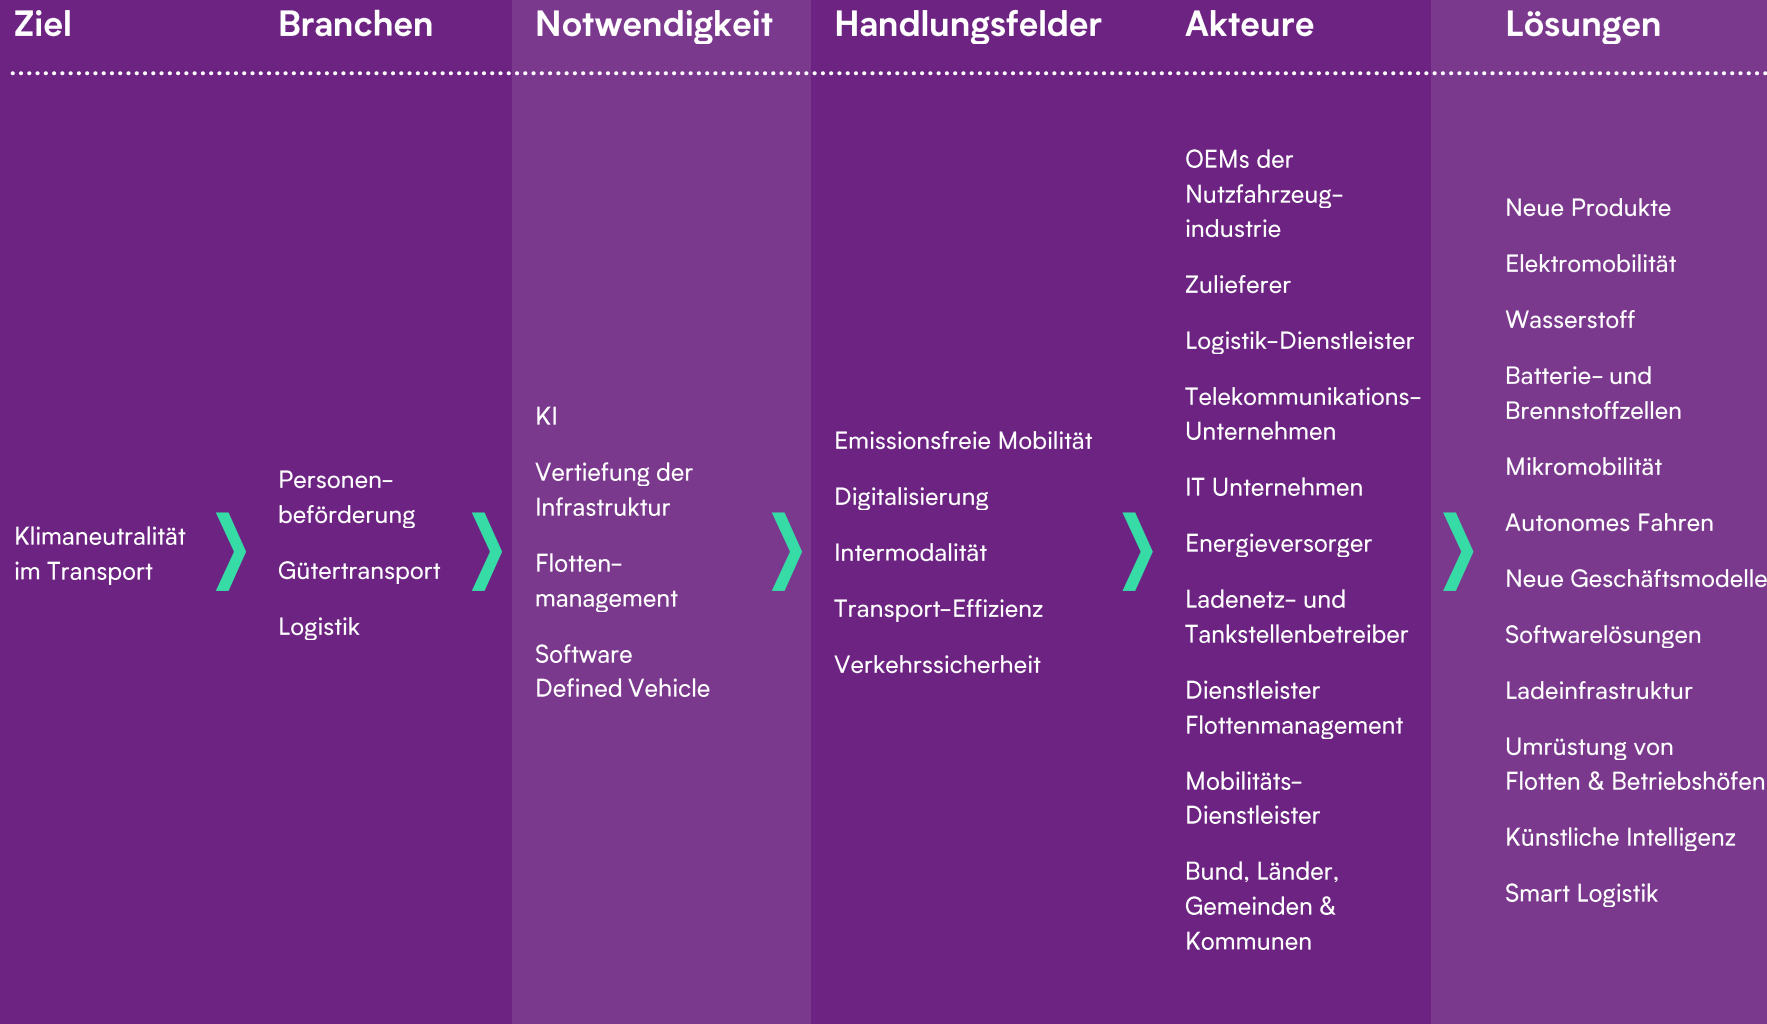 Ziel
Klimaneutralität
im Transport
Branchen
Personen-
beförderung
Gütertransport
Logistik
Notwendigkeit
KI
Vertiefung der
Infrastruktur
Flotten-
management
Software
Defined Vehicle
Handlungsfelder
Emissionsfreie Mobilität
Digitalisierung
Intermodalität
Transport-Effizienz
Verkehrssicherheit
Akteure
OEMs der
Nutzfahrzeug-
industrie
Zulieferer
Logistik-Dienstleister
Telekommunikations-
Unternehmen
IT Unternehmen
Energieversorger
Ladenetz- und
Tankstellenbetreiber
Dienstleister
Flottenmanagement
Mobilitäts-
Dienstleister
Bund, Länder,
Gemeinden &
Kommunen
Lösungen
Neue Produkte
Elektromobilität
Wasserstoff
Batterie- und
Brennstoffzellen
Mikromobilität
Autonomes Fahren
Neue Geschäftsmodelle
Softwarelösungen
Ladeinfrastruktur
Umrüstung von
Flotten & Betriebshöfen
Künstliche Intelligenz
Smart Logistik